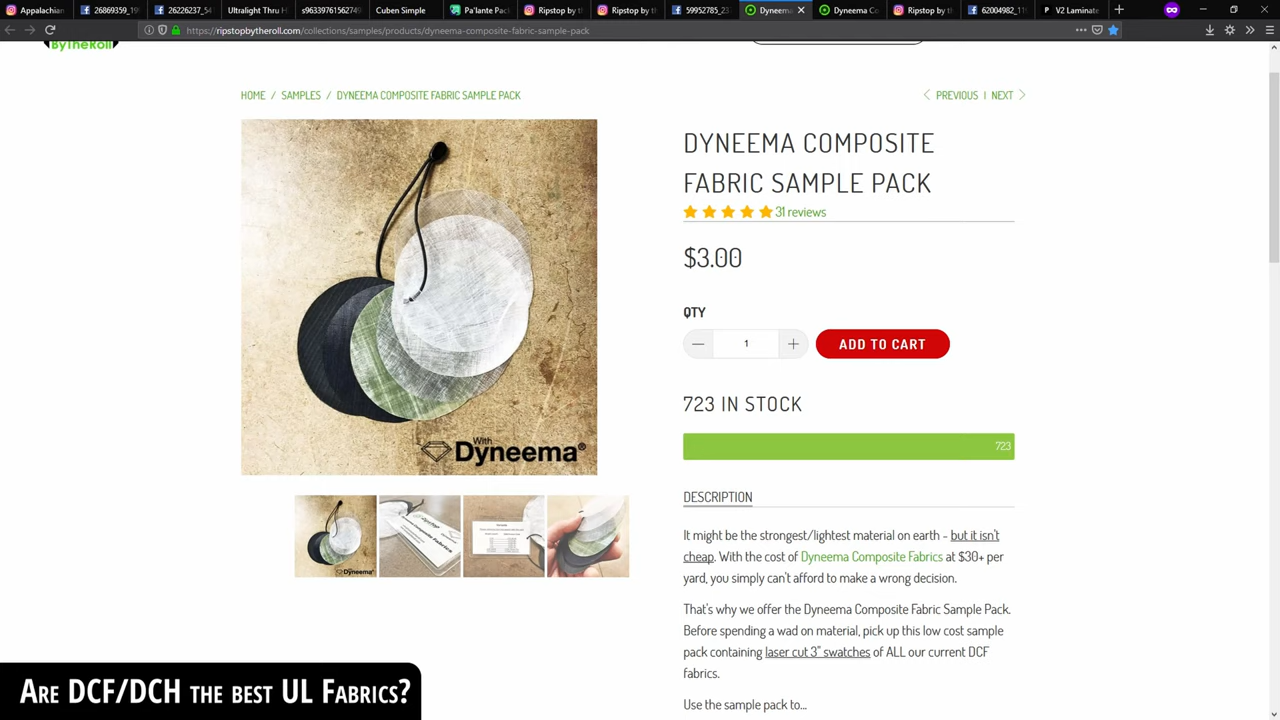 Appalachian
26869359_19
26226237_54
Ultralight Thru H
s96339761562749
Cuben Simple
Pa'lante Pack
Ripstop by th
Ripstop by th
59952785_23
Dyneema
Dyneema Co
Ripstop by th
62004982_11
V2 Laminate
https://ripstopbytheroll.com/collections/samples/products/dyneema-composite-fabric-sample-pack
ByTheRoll
HOME / SAMPLES / DYNEEMA COMPOSITE FABRIC SAMPLE PACK
PREVIOUS | NEXT
With
Dyneema®
DYNEEMA COMPOSITE
FABRIC SAMPLE PACK
31 reviews
$3.00
QTY
1
ADD TO CART
723 IN STOCK
723
DESCRIPTION
It might be the strongest/lightest material on earth - but it isn't
cheap. With the cost of Dyneema Composite Fabrics at $30+ per
yard, you simply can't afford to make a wrong decision.
That's why we offer the Dyneema Composite Fabric Sample Pack.
Before spending a wad on material, pick up this low cost sample
pack containing laser cut 3" swatches of ALL our current DCF
fabrics.
Use the sample pack to...
Are DCF/DCH the best UL Fabrics?